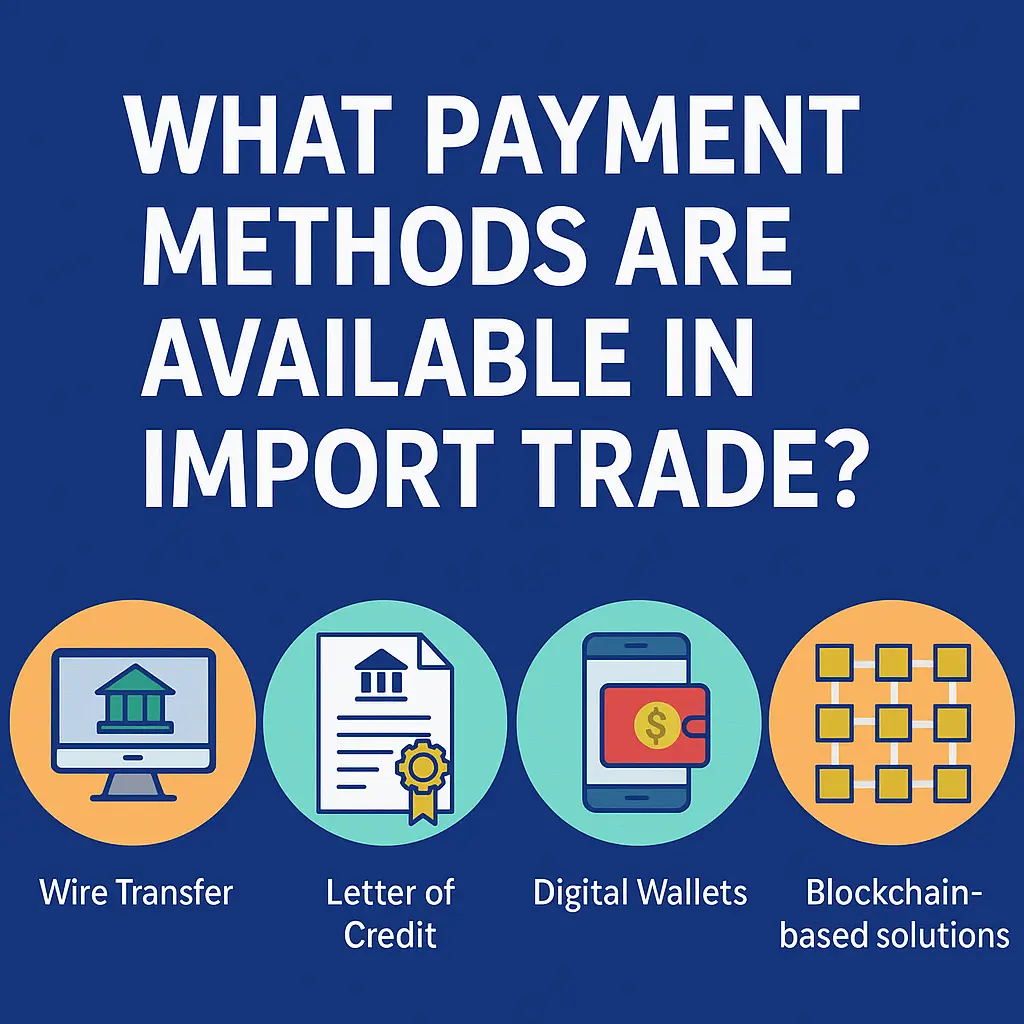 WHAT PAYMENT
METHODS ARE
AVAILABLE IN
IMPORT TRADE?
$
Wire Transfer
Letter of
Credit
Digital Wallets
Blockchain-
based solutions